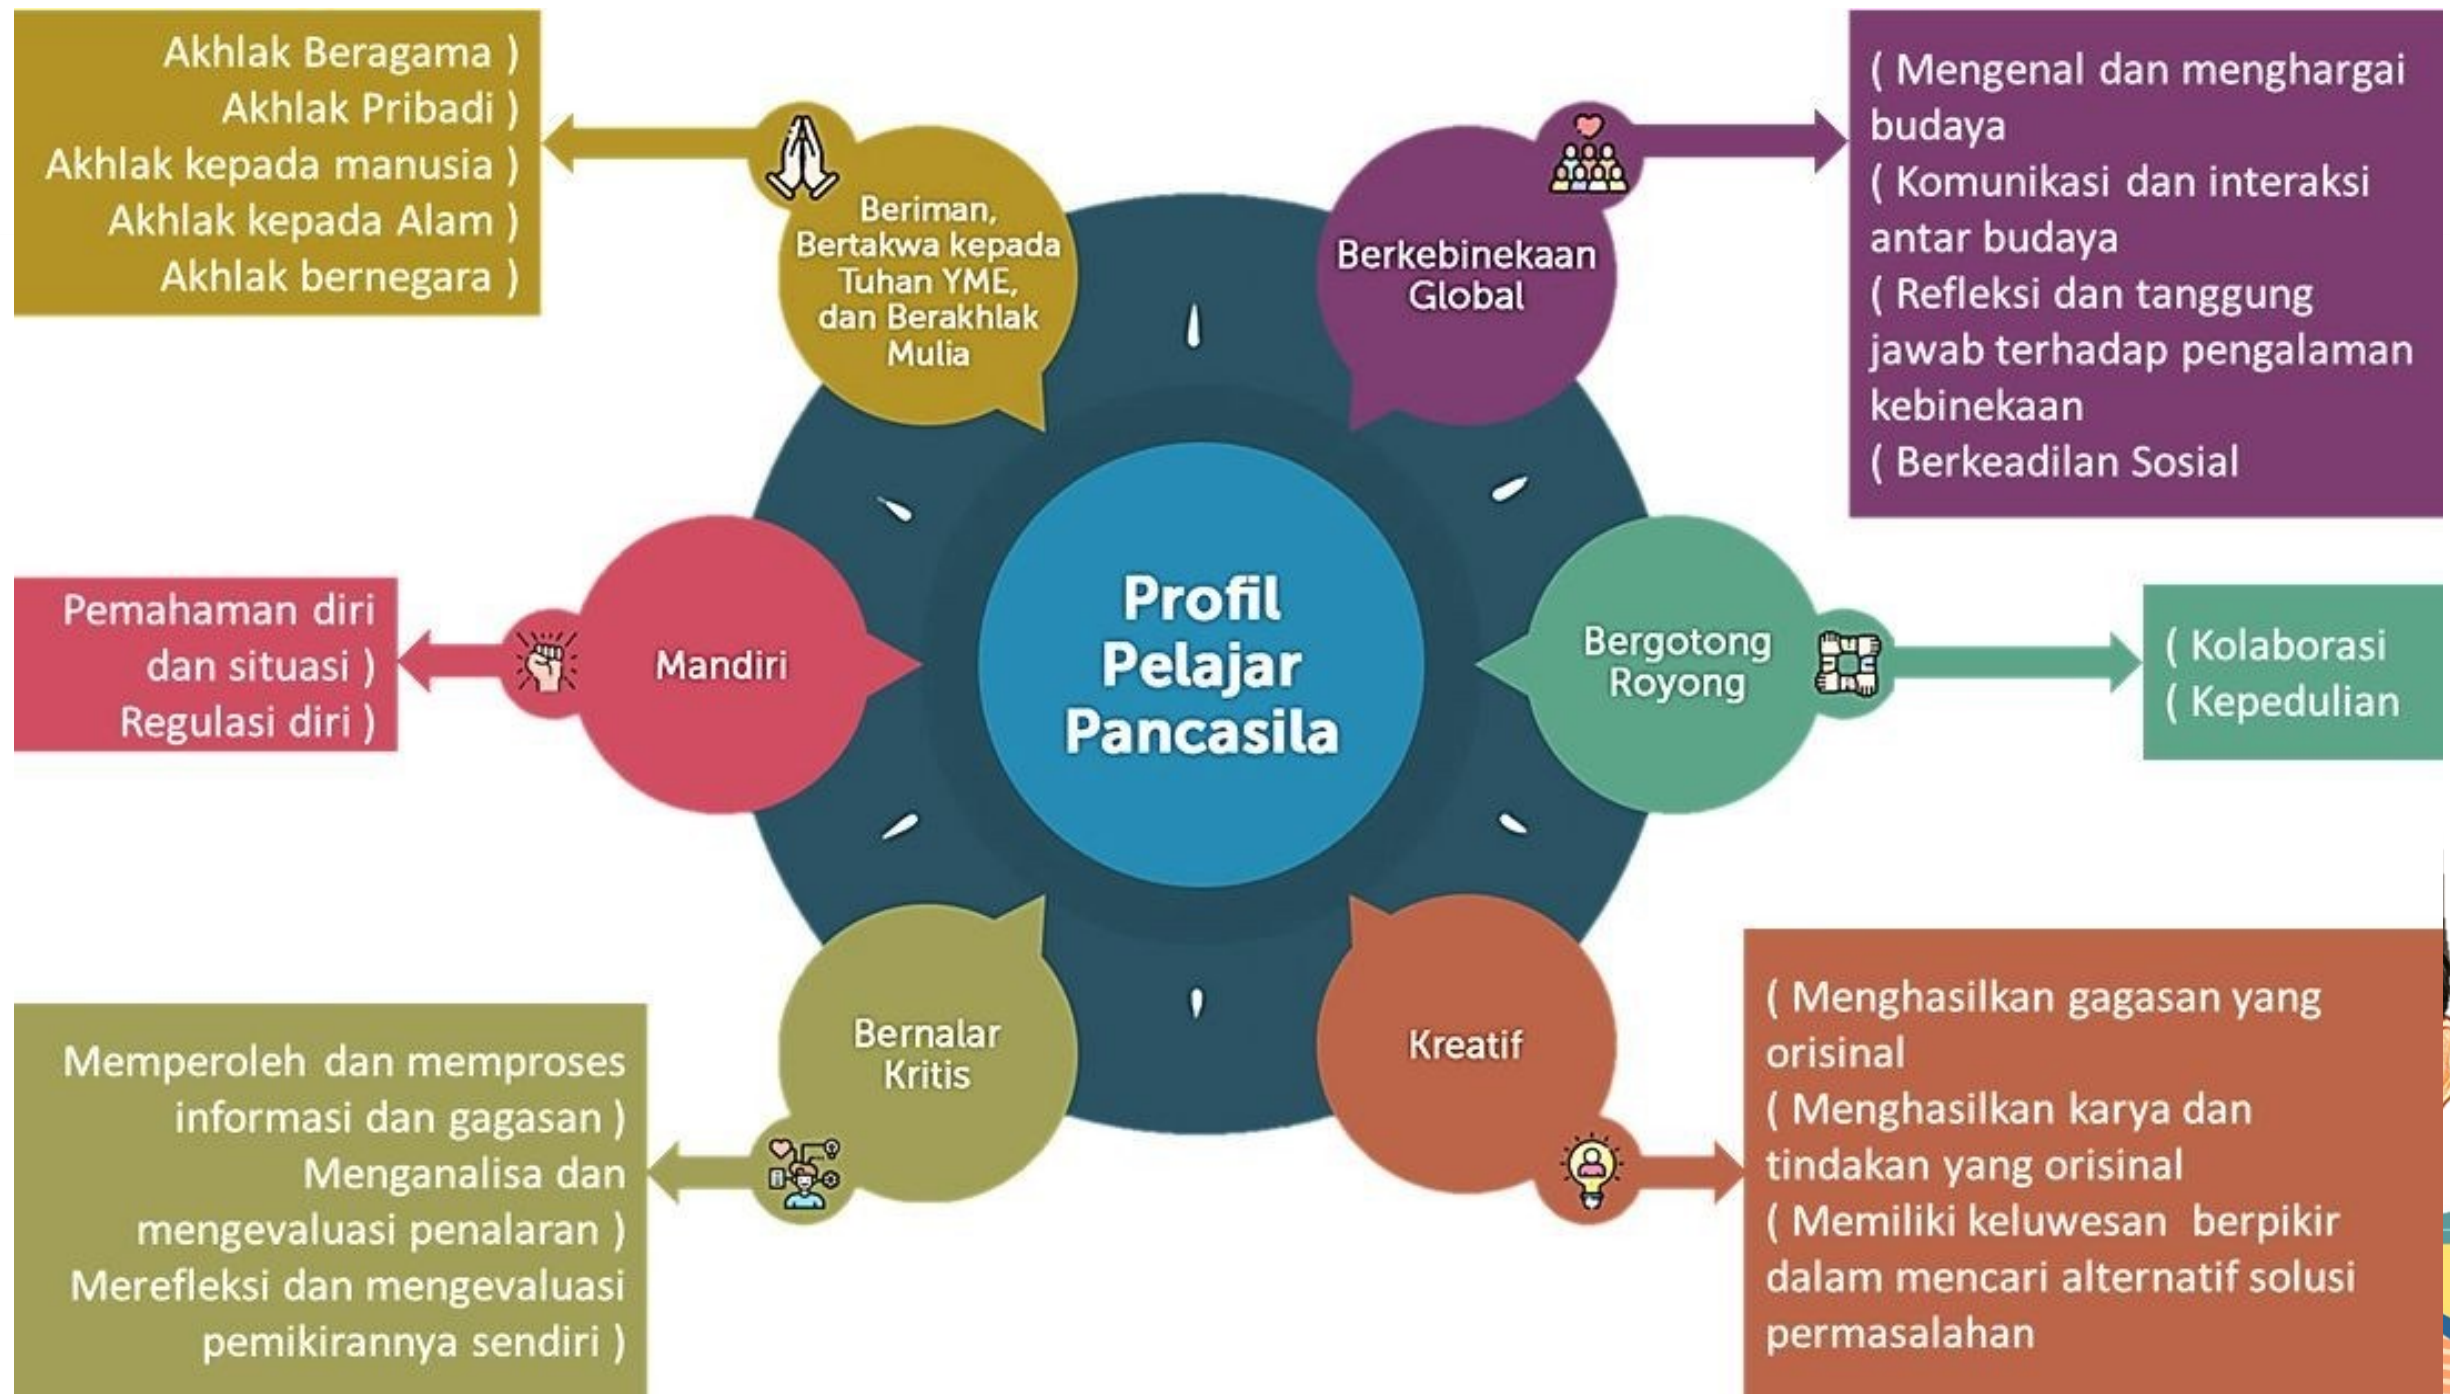 Akhlak Beragama )
Akhlak Pribadi )
Akhlak kepada manusia )
Akhlak kepada Alam )
Akhlak bernegara )
Beriman,
Bertakwa kepada
Tuhan YME,
dan Berakhlak
Mulia
Berkebinekaan
Global
( Mengenal dan menghargai
budaya
( Komunikasi dan interaksi
antar budaya
( Refleksi dan tanggung
jawab terhadap pengalaman
kebinekaan
( Berkeadilan Sosial
Pemahaman diri
dan situasi )
Regulasi diri )
Mandiri
Profil
Pelajar
Pancasila
Bergotong
Royong
( Kolaborasi
( Kepedulian
Memperoleh dan memproses
informasi dan gagasan )
Menganalisa dan
mengevaluasi penalaran )
Merefleksi dan mengevaluasi
pemikirannya sendiri )
Bernalar
Kritis
Kreatif
( Menghasilkan gagasan yang
orisinal
( Menghasilkan karya dan
tindakan yang orisinal
( Memiliki keluwesan berpikir
dalam mencari alternatif solusi
permasalahan